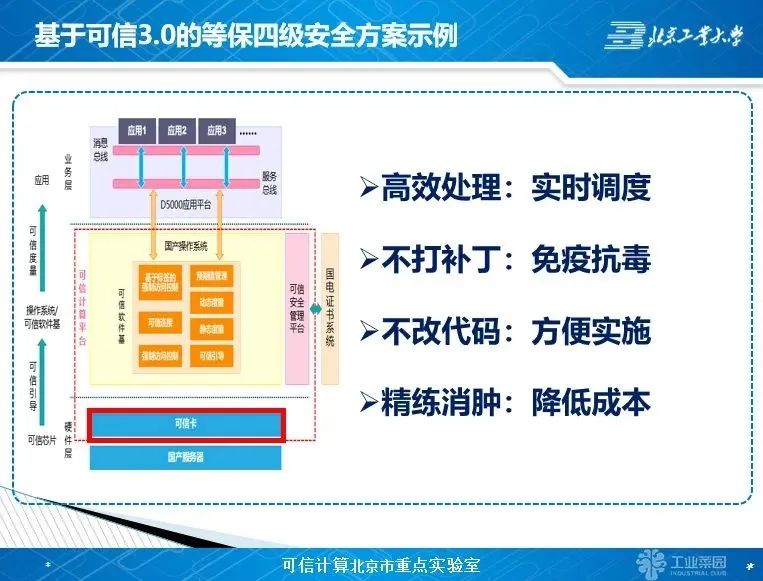 基于可信3.0的等保四级安全方案示例
北京工业大学
应用1
应用2
应用3
......
消息
总线
服务
总线
D5000应用平台
业务层
应用
可信度量
操作系统/
可信软件基
可信引导
可信芯片
硬件层
可信计算平台
国产操作系统
可信软件基
基于标签的
强制访问控制
可信连接
强制访问控制
预期值管理
动态度量
静态度量
可信引导
可信
安全
管理
平台
国电证书系统
可信卡
国产服务器
➢高效处理：实时调度
➢不打补丁：免疫抗毒
➢不改代码：方便实施
➢精练消肿：降低成本
*
可信计算北京市重点实验室
工业菜园
INDUSTRIAL CLUB
*